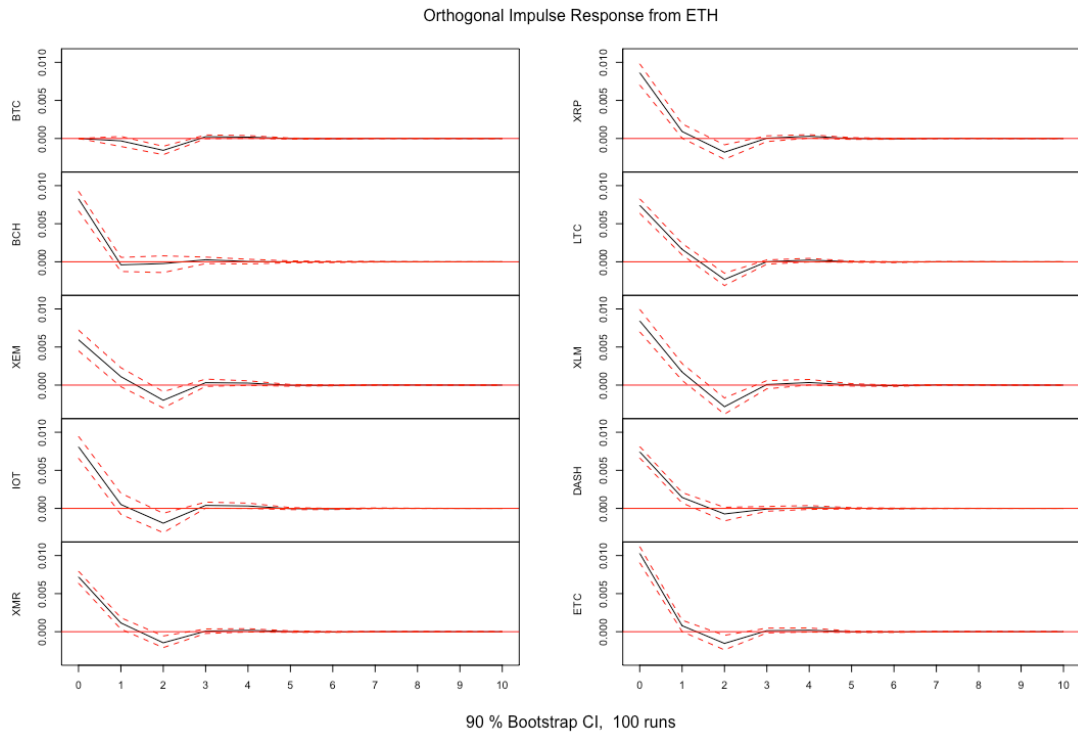 Orthogonal Impulse Response from ETH
BTC
0.000 0.005 0.010
BCH
0.000 0.005 0.010
XEM
0.000 0.005 0.010
IOT
0.000 0.005 0.010
XMR
0.000 0.005 0.010
0 1 2 3 4 5 6 7 8 9 10
XRP
0.000 0.005 0.010
LTC
0.000 0.005 0.010
XLM
0.000 0.005 0.010
DASH
0.000 0.005 0.010
ETC
0.000 0.005 0.010
0 1 2 3 4 5 6 7 8 9 10
90 % Bootstrap CI, 100 runs